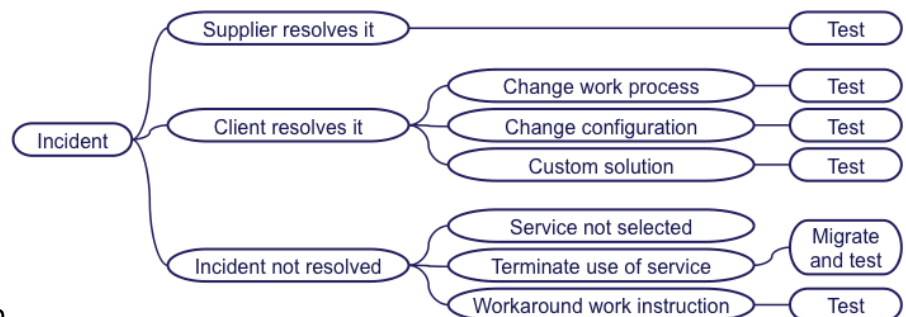 Supplier resolves it
Test
Change work process
Test
Incident
Client resolves it
Change configuration
Test
Custom solution
Test
Service not selected
Incident not resolved
Terminate use of service
Migrate
and test
Workaround work instruction
Test